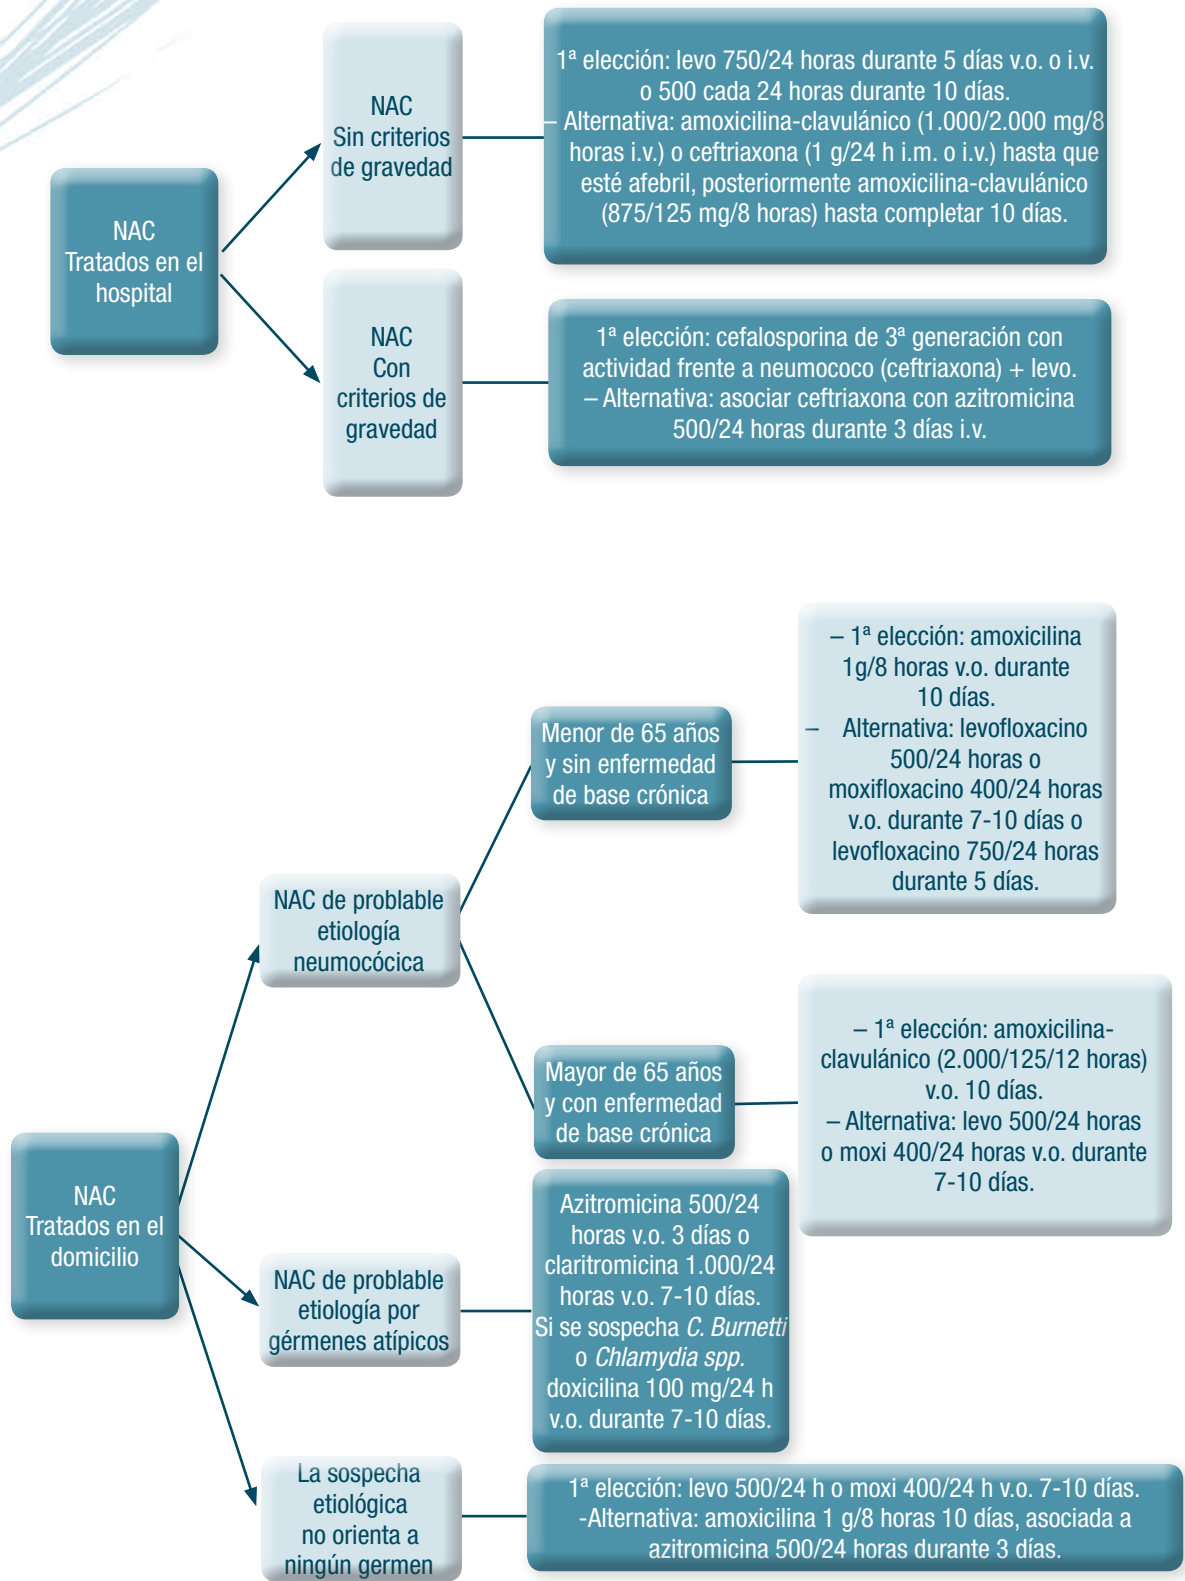 NAC
Tratados en el
hospital
NAC
Sin criterios
de gravedad
1ª elección: levo 750/24 horas durante 5 días v.o. o i.v.
o 500 cada 24 horas durante 10 días.
– Alternativa: amoxicilina-clavulánico (1.000/2.000 mg/8
horas i.v.) o ceftriaxona (1 g/24 h i.m. o i.v.) hasta que
esté afebril, posteriormente amoxicilina-clavulánico
(875/125 mg/8 horas) hasta completar 10 días.
NAC
Con
criterios de
gravedad
1ª elección: cefalosporina de 3ª generación con
actividad frente a neumococo (ceftriaxona) + levo.
– Alternativa: asociar ceftriaxona con azitromicina
500/24 horas durante 3 días i.v.
NAC
Tratados en el
domicilio
NAC de problable
etiología
neumocócica
Menor de 65 años
y sin enfermedad
de base crónica
– 1ª elección: amoxicilina
1g/8 horas v.o. durante
10 días.
– Alternativa: levofloxacino
500/24 horas o
moxifloxacino 400/24 horas
v.o. durante 7-10 días o
levofloxacino 750/24 horas
durante 5 días.
Mayor de 65 años
y con enfermedad
de base crónica
– 1ª elección: amoxicilina-
clavulánico (2.000/125/12 horas)
v.o. 10 días.
– Alternativa: levo 500/24 horas
o moxi 400/24 horas v.o. durante
7-10 días.
NAC de problable
etiología por
gérmenes atípicos
Azitromicina 500/24
horas v.o. 3 días o
claritromicina 1.000/24
horas v.o. 7-10 días.
Si se sospecha C. Burnetti
o Chlamydia spp.
doxicilina 100 mg/24 h
v.o. durante 7-10 días.
La sospecha
etiológica
no orienta a
ningún germen
1ª elección: levo 500/24 h o moxi 400/24 h v.o. 7-10 días.
-Alternativa: amoxicilina 1 g/8 horas 10 días, asociada a
azitromicina 500/24 horas durante 3 días.